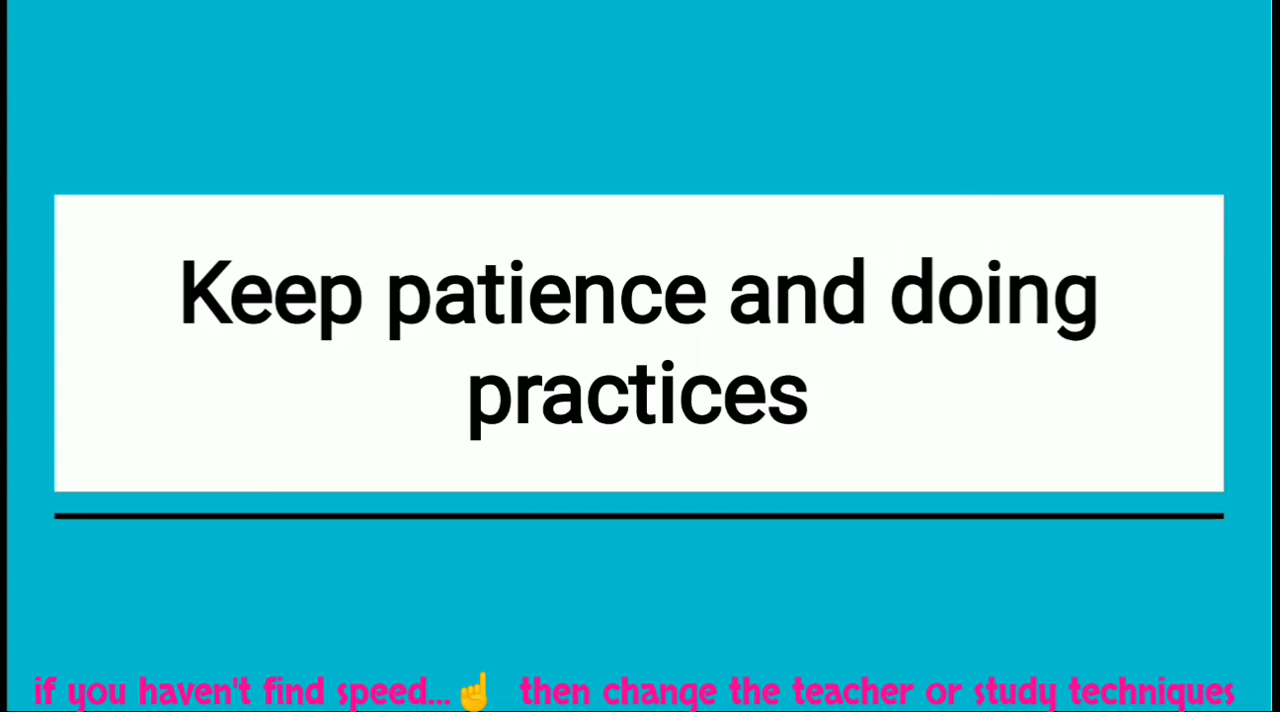 Keep patience and doing
practices
if you haven't find speed...☝ then change the teacher or study techniques